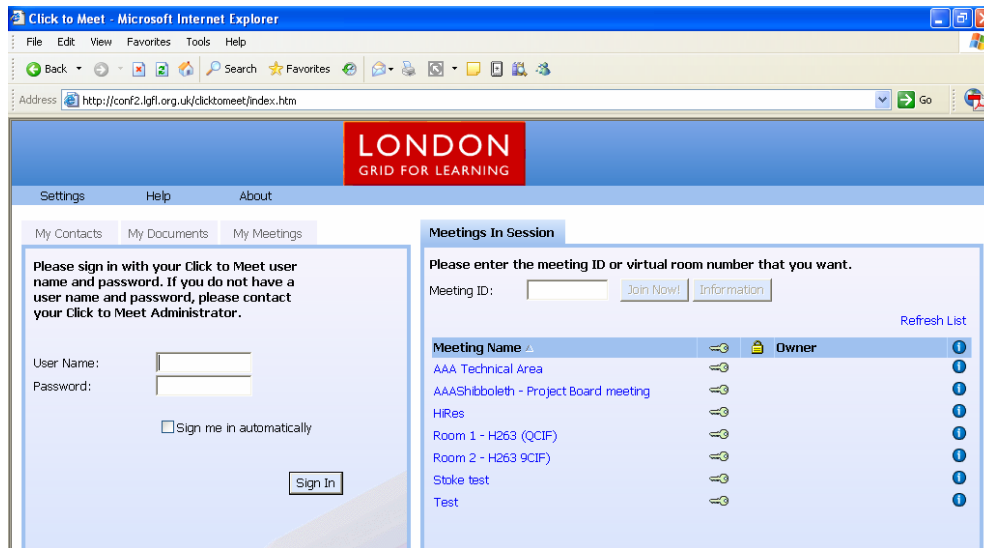 Click to Meet - Microsoft Internet Explorer
File Edit View Favorites Tools Help
Back Search Favorites
Address http://conf2.lgfl.org.uk/clicktomeet/index.htm Go
LONDON
GRID FOR LEARNING
Settings Help About
My Contacts My Documents My Meetings
Please sign in with your Click to Meet user
name and password. If you do not have a
user name and password, please contact
your Click to Meet Administrator.
User Name:
Password:
Sign me in automatically
Sign In
Meetings In Session
Please enter the meeting ID or virtual room number that you want.
Meeting ID: Join Now! Information
Refresh List
Meeting Name Owner
AAA Technical Area
AAAShibboleth - Project Board meeting
HiRes
Room 1 - H263 (QCIF)
Room 2 - H263 9CIF)
Stoke test
Test